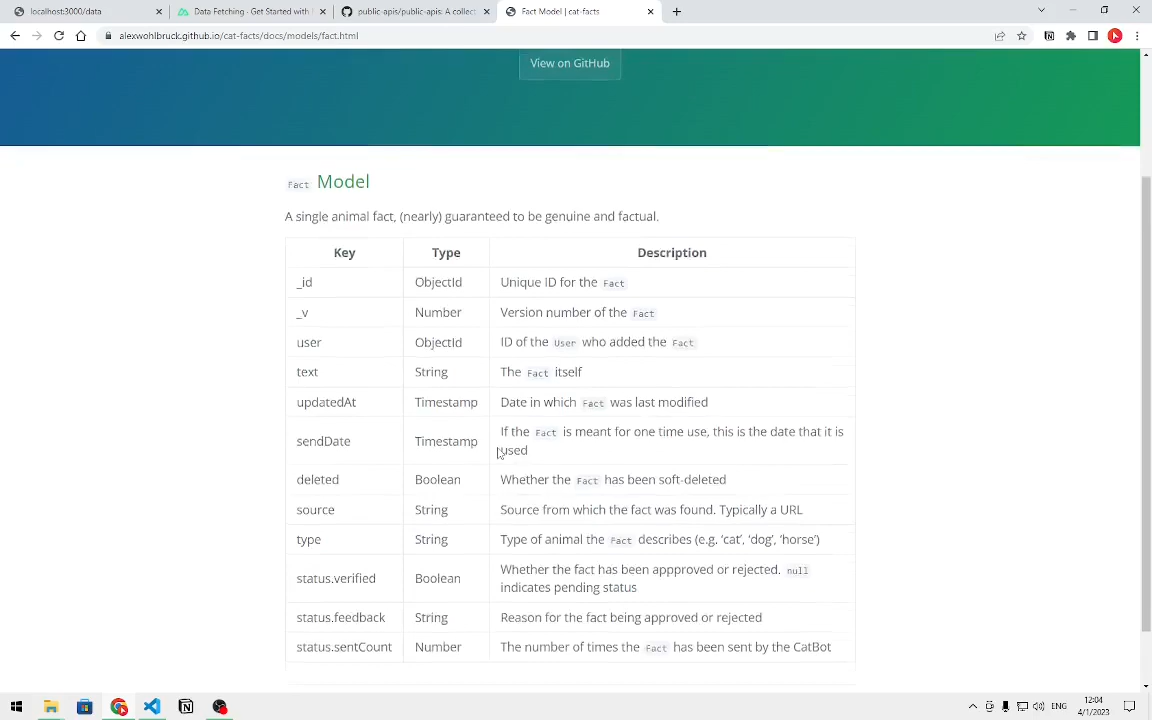 localhost:3000/data
Data Fetching · Get Started with
public-apis/public-apis: A collect
Fact Model | cat-facts
alexwohlbruck.github.io/cat-facts/docs/models/fact.html
View on GitHub
Fact Model
A single animal fact, (nearly) guaranteed to be genuine and factual.
Key Type Description
_id ObjectId Unique ID for the Fact
_v Number Version number of the Fact
user ObjectId ID of the User who added the Fact
text String The Fact itself
updatedAt Timestamp Date in which Fact was last modified
sendDate Timestamp If the Fact is meant for one time use, this is the date that it is
used
deleted Boolean Whether the Fact has been soft-deleted
source String Source from which the fact was found. Typically a URL
type String Type of animal the Fact describes (e.g. ‘cat’, ‘dog’, ‘horse’)
status.verified Boolean Whether the fact has been appproved or rejected. null
indicates pending status
status.feedback String Reason for the fact being approved or rejected
status.sentCount Number The number of times the Fact has been sent by the CatBot
ENG
12:04
4/1/2023